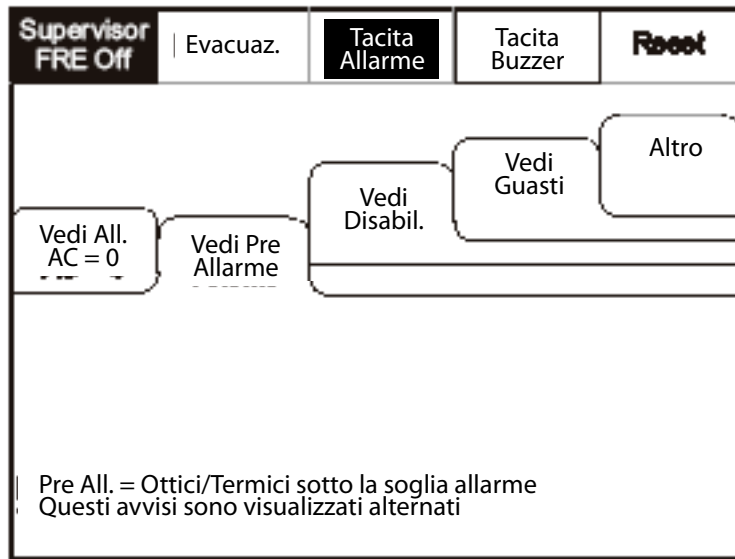 Supervisor
FRE Off
Evacuaz.
Tacita
Allarme
Tacita
Buzzer
Reset
Altro
Vedi
Guasti
Vedi
Disabil.
Vedi All.
AC = 0
Vedi Pre
Allarme
Pre All. = Ottici/Termici sotto la soglia allarme
Questi avvisi sono visualizzati alternati